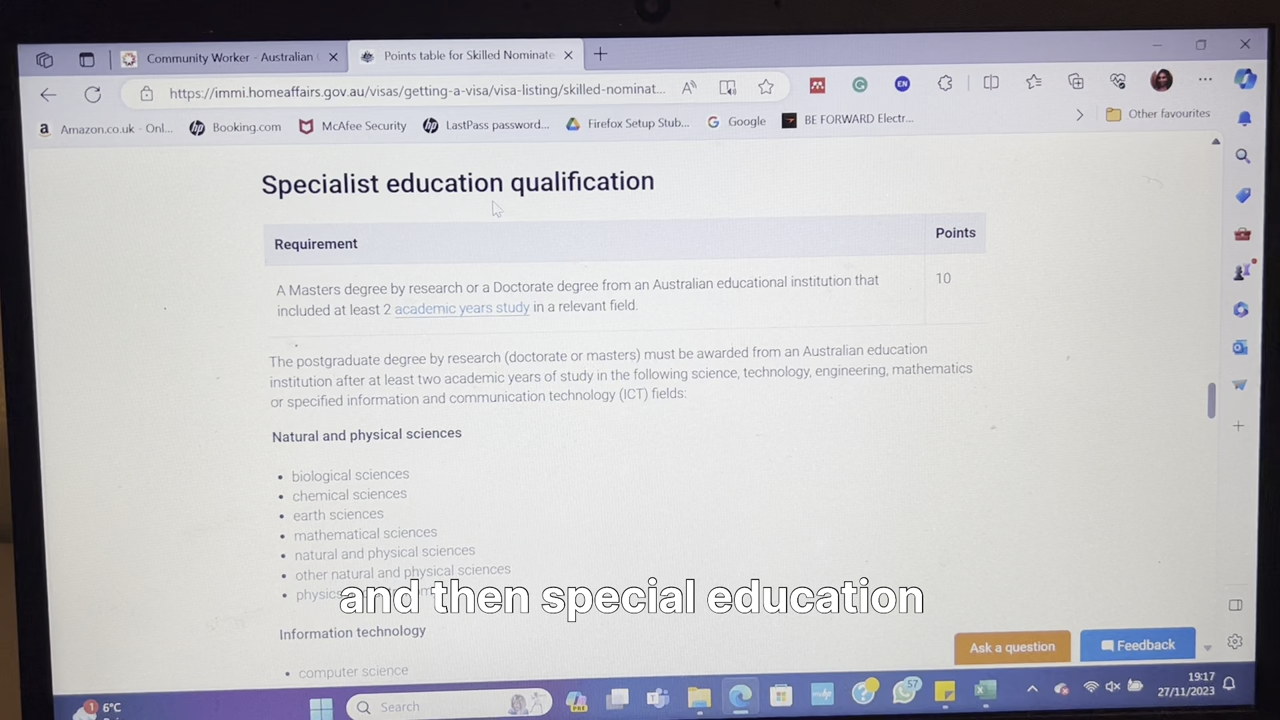 Community Worker - Australian
Points table for Skilled Nominate
https://immi.homeaffairs.gov.au/visas/getting-a-visa/visa-listing/skilled-nominat...
EN
Amazon.co.uk - Onl...
Booking.com
McAfee Security
LastPass password...
Firefox Setup Stub...
Google
BE FORWARD Electr...
Other favourites
Specialist education qualification
Requirement
Points
A Masters degree by research or a Doctorate degree from an Australian educational institution that
included at least 2 academic years study in a relevant field.
10
The postgraduate degree by research (doctorate or masters) must be awarded from an Australian education
institution after at least two academic years of study in the following science, technology, engineering, mathematics
or specified information and communication technology (ICT) fields:
Natural and physical sciences
• biological sciences
• chemical sciences
• earth sciences
• mathematical sciences
• natural and physical sciences
• other natural and physical sciences
and then special education
Information technology
• computer science
Ask a question
Feedback
1
6°C
Search
57
19:17
27/11/2023